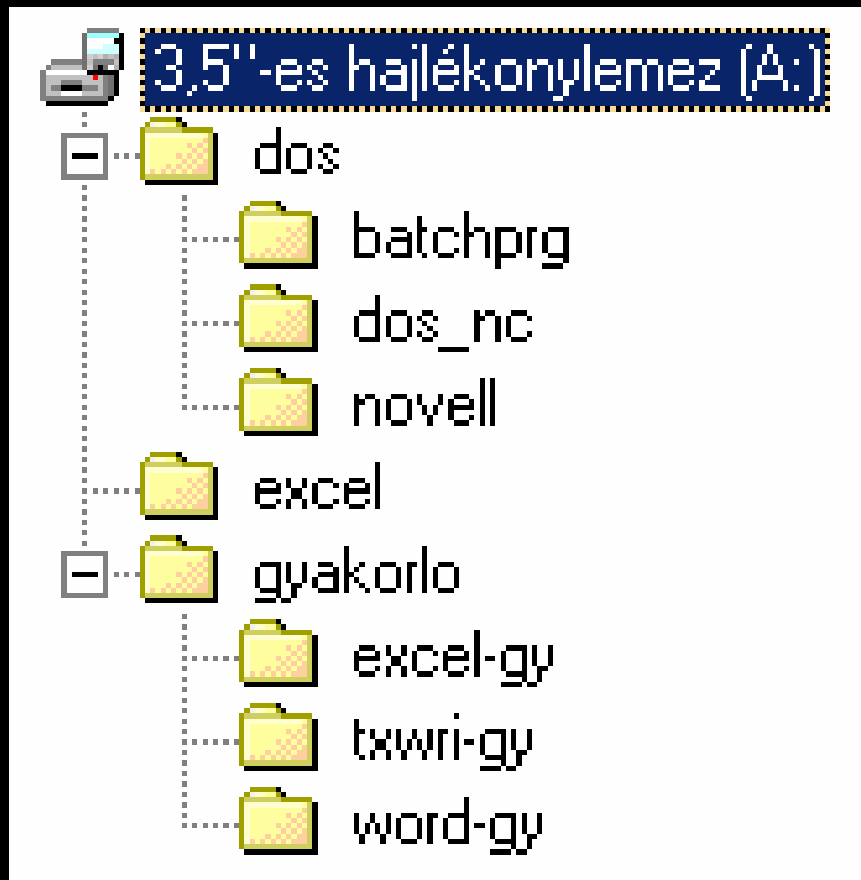 3,5''-es hajlékonylemez (A:)
dos
batchprg
dos_nc
novell
excel
gyakorlo
excel-gy
txwri-gy
word-gy